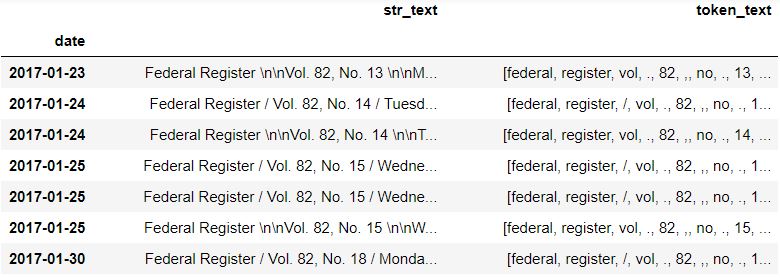 str_text token_text
date
2017-01-23 Federal Register \n\nVol. 82, No. 13 \n\nM... [federal, register, vol, ., 82, ,, no, ., 13, ...
2017-01-24 Federal Register / Vol. 82, No. 14 / Tuesd... [federal, register, /, vol, ., 82, ,, no, ., 1...
2017-01-24 Federal Register \n\nVol. 82, No. 14 \n\nT... [federal, register, vol, ., 82, ,, no, ., 14, ...
2017-01-25 Federal Register / Vol. 82, No. 15 / Wedne... [federal, register, /, vol, ., 82, ,, no, ., 1...
2017-01-25 Federal Register / Vol. 82, No. 15 / Wedne... [federal, register, /, vol, ., 82, ,, no, ., 1...
2017-01-25 Federal Register \n\nVol. 82, No. 15 \n\nW... [federal, register, vol, ., 82, ,, no, ., 15, ...
2017-01-30 Federal Register / Vol. 82, No. 18 / Monda... [federal, register, /, vol, ., 82, ,, no, ., 1...